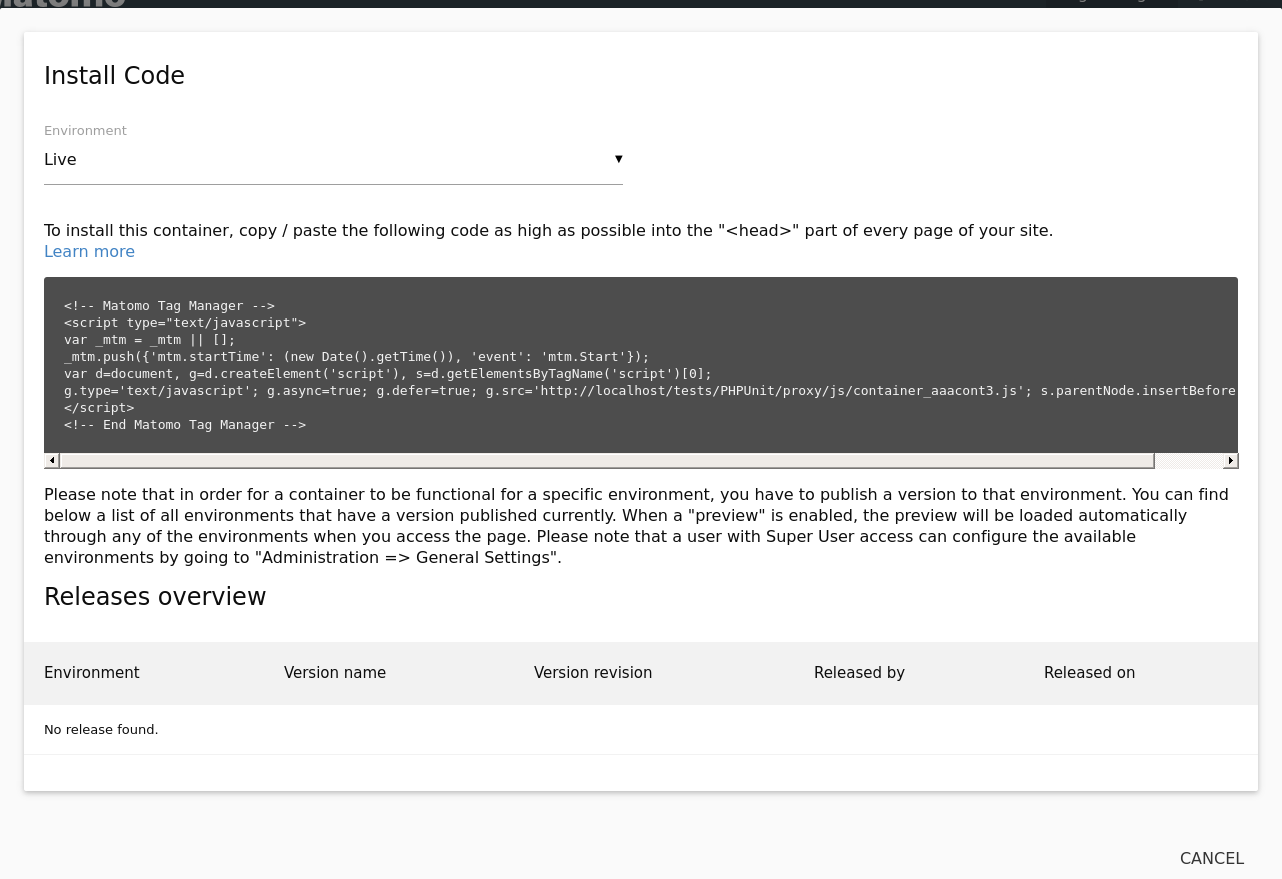 Install Code
Environment
Live
To install this container, copy / paste the following code as high as possible into the "<head>" part of every page of your site.
Learn more
<!-- Matomo Tag Manager -->
<script type="text/javascript">
var _mtm = _mtm || [];
_mtm.push({'mtm.startTime': (new Date().getTime()), 'event': 'mtm.Start'});
var d=document, g=d.createElement('script'), s=d.getElementsByTagName('script')[0];
g.type='text/javascript'; g.async=true; g.defer=true; g.src='http://localhost/tests/PHPUnit/proxy/js/container_aaacont3.js'; s.parentNode.insertBefore
</script>
<!-- End Matomo Tag Manager -->
Please note that in order for a container to be functional for a specific environment, you have to publish a version to that environment. You can find
below a list of all environments that have a version published currently. When a "preview" is enabled, the preview will be loaded automatically
through any of the environments when you access the page. Please note that a user with Super User access can configure the available
environments by going to "Administration => General Settings".
Releases overview
Environment Version name Version revision Released by Released on
No release found.
CANCEL